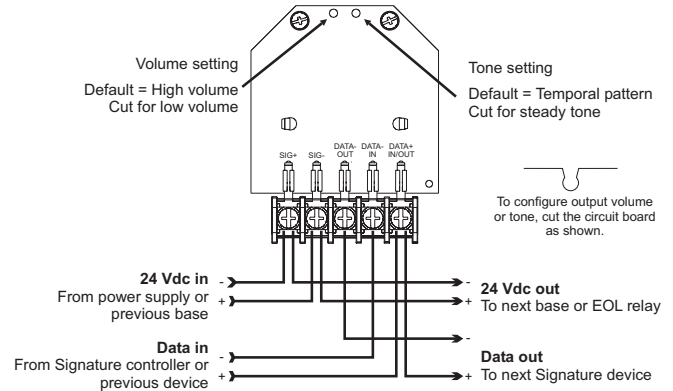 Volume setting
Default = High volume
Cut for low volume
Tone setting
Default = Temporal pattern
Cut for steady tone
SIG+
SIG-
DATA-
OUT
DATA-
IN
DATA+
IN/OUT
To configure output volume
or tone, cut the circuit board
as shown.
24 Vdc in
From power supply or
previous base
-
+
-
+
24 Vdc out
To next base or EOL relay
Data in
From Signature controller or
previous device
-
+
-
+
Data out
To next Signature device